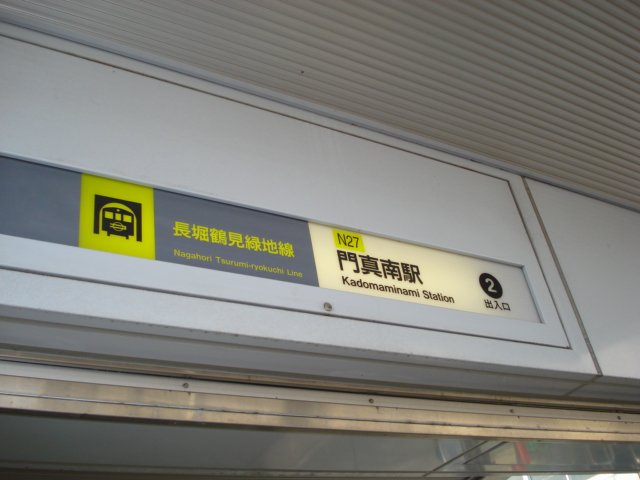 長堀鶴見緑地線
Nagahori Tsurumi-ryokuchi Line
N27
門真南駅
Kadomaminami Station
2
出入口